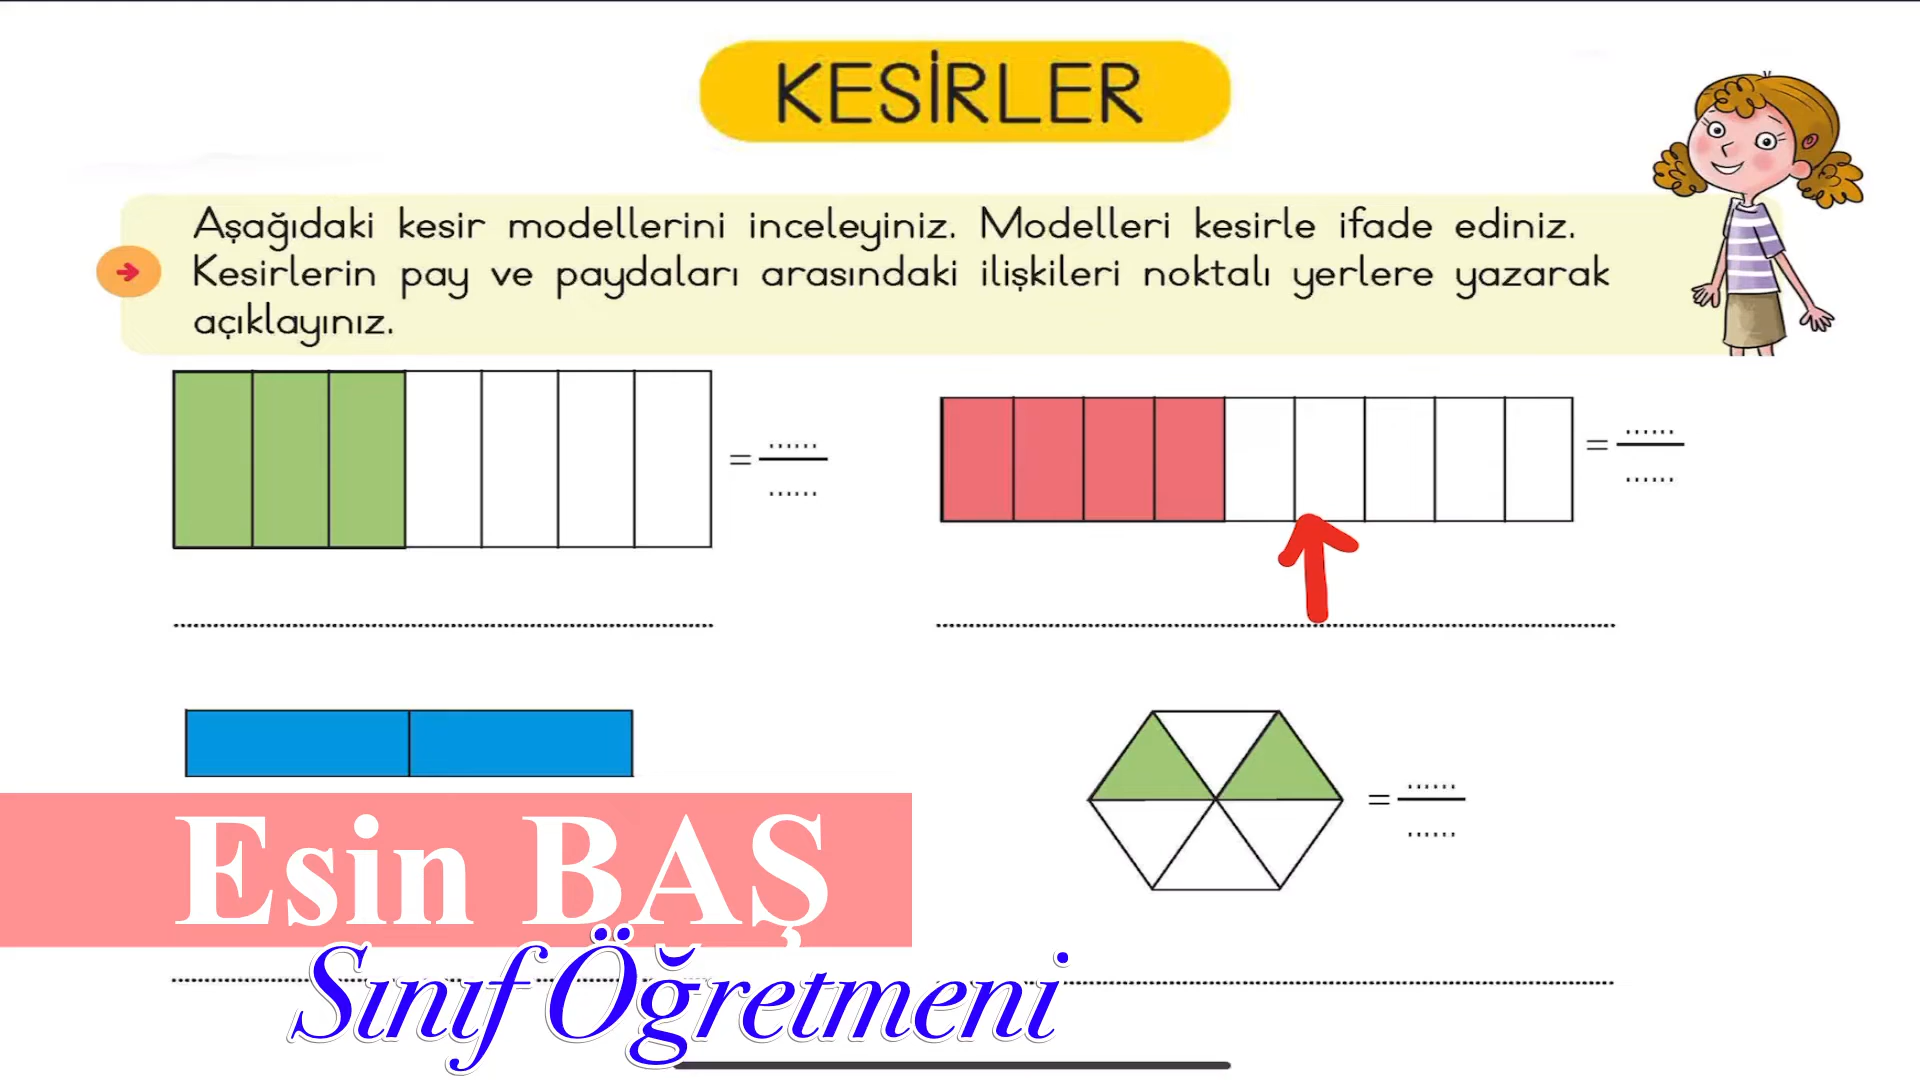 KESİRLER
Aşağıdaki kesir modellerini inceleyiniz. Modelleri kesirle ifade ediniz.
Kesirlerin pay ve paydaları arasındaki ilişkileri noktalı yerlere yazarak
açıklayınız.
= ...... / ......
= ...... / ......
= ...... / ......
Esin BAŞ
Sınıf Öğretmeni